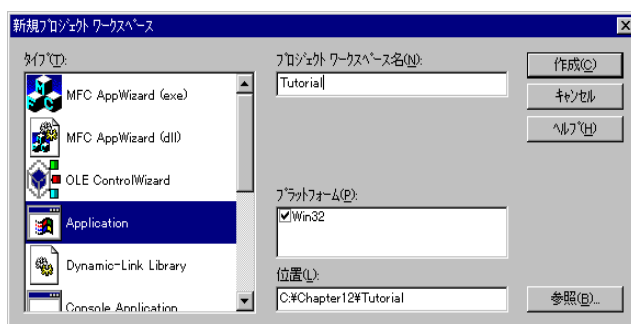 新規ﾌﾟﾛｼﾞｪｸﾄ ﾜｰｸｽﾍﾟｰｽ
ﾀｲﾌﾟ(T):
MFC AppWizard (exe)
MFC AppWizard (dll)
OLE ControlWizard
Application
Dynamic-Link Library
Console Application
ﾌﾟﾛｼﾞｪｸﾄ ﾜｰｸｽﾍﾟｰｽ名(N):
Tutorial
ﾌﾟﾗｯﾄﾌｫｰﾑ(P):
Win32
位置(L):
C:¥Chapter12¥Tutorial
作成(C)
ｷｬﾝｾﾙ
ﾍﾙﾌﾟ(H)
参照(B)...